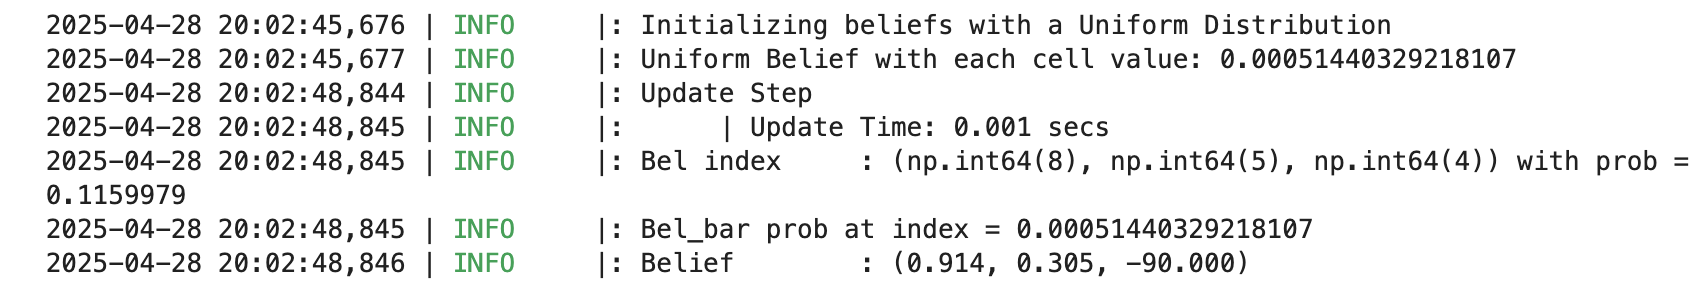 2025-04-28 20:02:45,676 | INFO     |: Initializing beliefs with a Uniform Distribution
2025-04-28 20:02:45,677 | INFO     |: Uniform Belief with each cell value: 0.00051440329218107
2025-04-28 20:02:48,844 | INFO     |: Update Step
2025-04-28 20:02:48,845 | INFO     |:      | Update Time: 0.001 secs
2025-04-28 20:02:48,845 | INFO     |: Bel index     : (np.int64(8), np.int64(5), np.int64(4)) with prob =
0.1159979
2025-04-28 20:02:48,845 | INFO     |: Bel_bar prob at index = 0.00051440329218107
2025-04-28 20:02:48,846 | INFO     |: Belief        : (0.914, 0.305, -90.000)